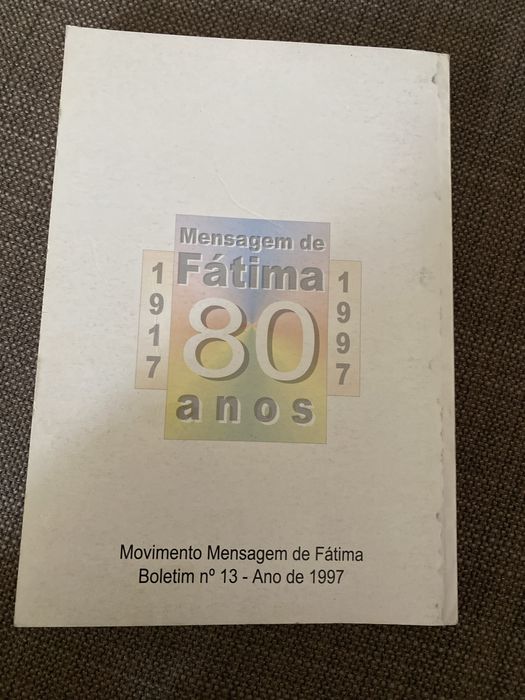 Mensagem de
Fátima
1917
80
1997
anos
Movimento Mensagem de Fátima
Boletim nº 13 - Ano de 1997